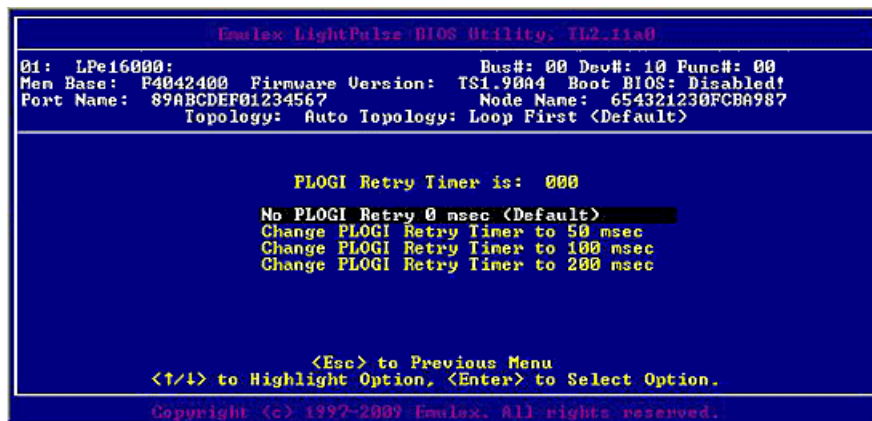 Emulex LightPulse BIOS Utility, TL2.11a0
01: LPe16000: Bus#: 00 Dev#: 10 Func#: 00
Mem Base: F4042400 Firmware Version: TS1.90A4 Boot BIOS: Disabled!
Port Name: 89ABCDEF01234567 Node Name: 654321230FCBA987
Topology: Auto Topology: Loop First (Default)
PLOGI Retry Timer is: 000
No PLOGI Retry 0 msec (Default)
Change PLOGI Retry Timer to 50 msec
Change PLOGI Retry Timer to 100 msec
Change PLOGI Retry Timer to 200 msec
<Esc> to Previous Menu
<↑/↓> to Highlight Option, <Enter> to Select Option.
Copyright (c) 1997-2009 Emulex. All rights reserved.